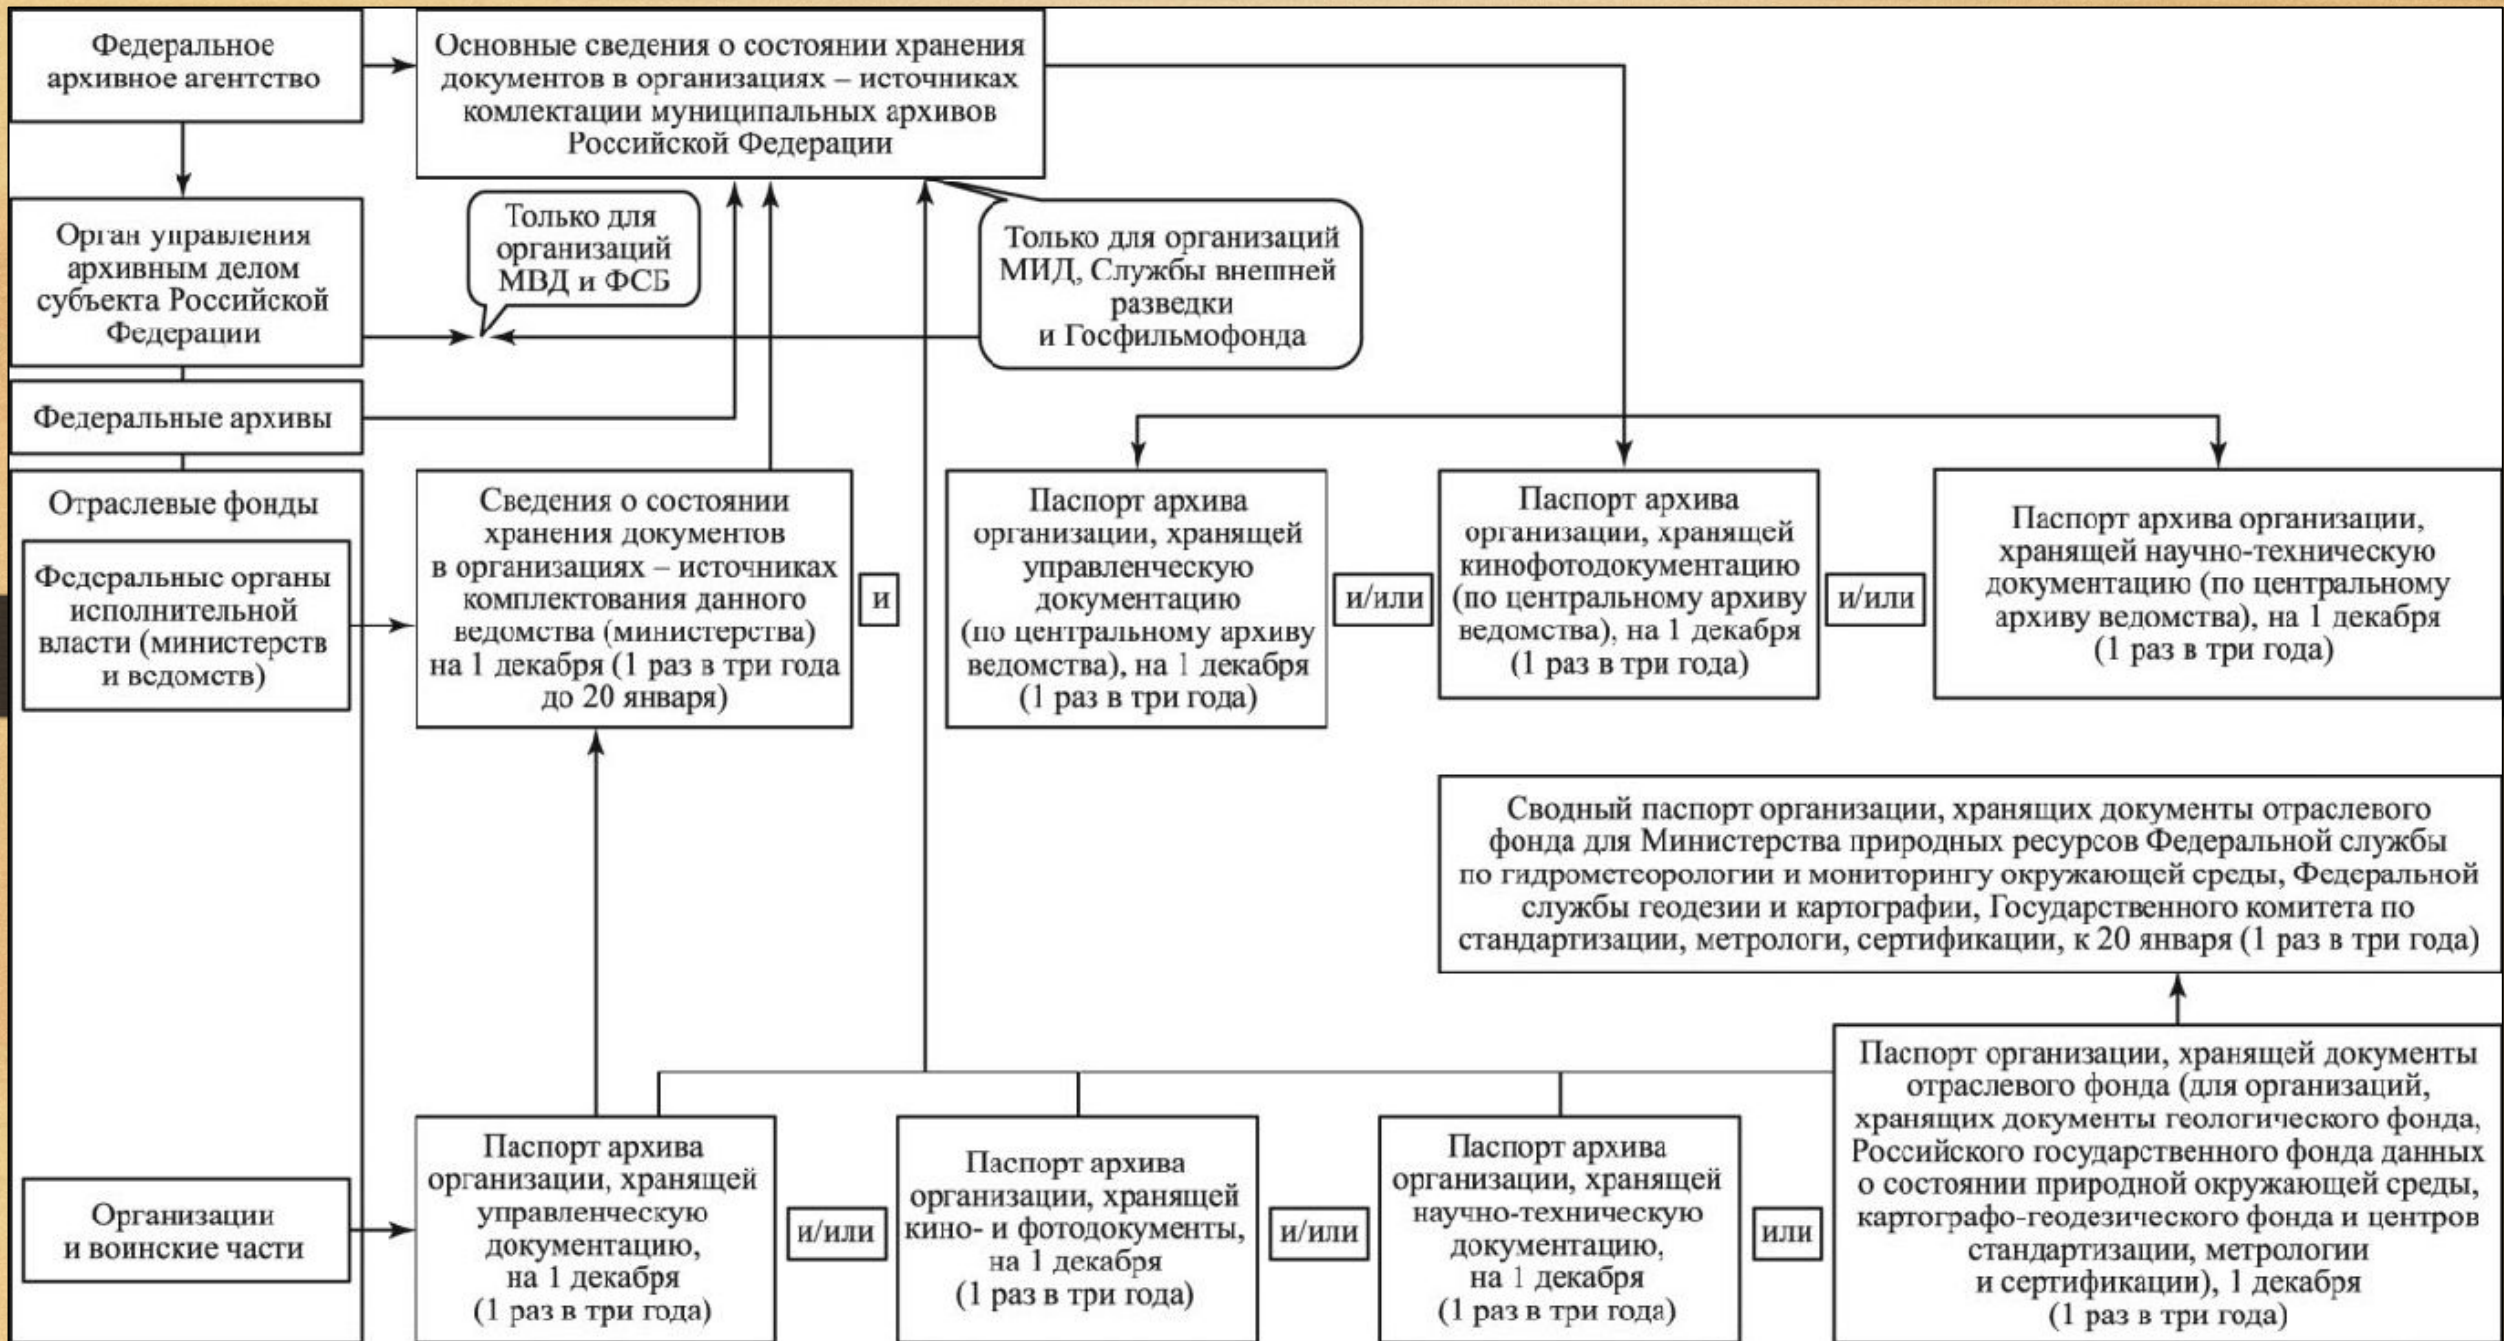 Федеральное
архивное агентство
Основные сведения о состоянии хранения
документов в организациях – источниках
комлектации муниципальных архивов
Российской Федерации
Орган управления
архивным делом
субъекта Российской
Федерации
Только для
организаций
МВД и ФСБ
Только для организаций
МИД, Службы внешней
разведки
и Госфильмофонда
Федеральные архивы
Отраслевые фонды
Федеральные органы
исполнительной
власти (министерств
и ведомств)
Сведения о состоянии
хранения документов
в организациях – источниках
комплектования данного
ведомства (министерства)
на 1 декабря (1 раз в три года
до 20 января)
и
Паспорт архива
организации, хранящей
управленческую
документацию
(по центральному архиву
ведомства), на 1 декабря
(1 раз в три года)
и/или
Паспорт архива
организации, хранящей
кинофотодокументацию
(по центральному архиву
ведомства), на 1 декабря
(1 раз в три года)
и/или
Паспорт архива организации,
хранящей научно-техническую
документацию (по центральному
архиву ведомства), на 1 декабря
(1 раз в три года)
Сводный паспорт организации, хранящих документы отраслевого
фонда для Министерства природных ресурсов Федеральной службы
по гидрометеорологии и мониторингу окружающей среды, Федеральной
службы геодезии и картографии, Государственного комитета по
стандартизации, метрологи, сертификации, к 20 января (1 раз в три года)
Организации
и воинские части
Паспорт архива
организации, хранящей
управленческую
документацию,
на 1 декабря
(1 раз в три года)
и/или
Паспорт архива
организации, хранящей
кино- и фотодокументы,
на 1 декабря
(1 раз в три года)
и/или
Паспорт архива
организации, хранящей
научно-техническую
документацию,
на 1 декабря
(1 раз в три года)
или
Паспорт организации, хранящей документы
отраслевого фонда (для организаций,
хранящих документы геологического фонда,
Российского государственного фонда данных
о состоянии природной окружающей среды,
картографо-геодезического фонда и центров
стандартизации, метрологии
и сертификации), 1 декабря
(1 раз в три года)